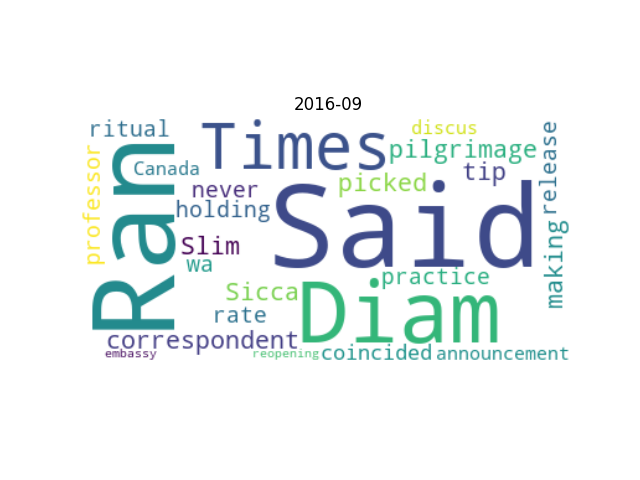 2016-09
ritual
Times
discus
release
professor
Ran
Canada
pilgrimage
never
picked
tip
holding
Said
Slim
wa
making
practice
Sicca
Diam
rate
correspondent
embassy
reopening
coincided
announcement